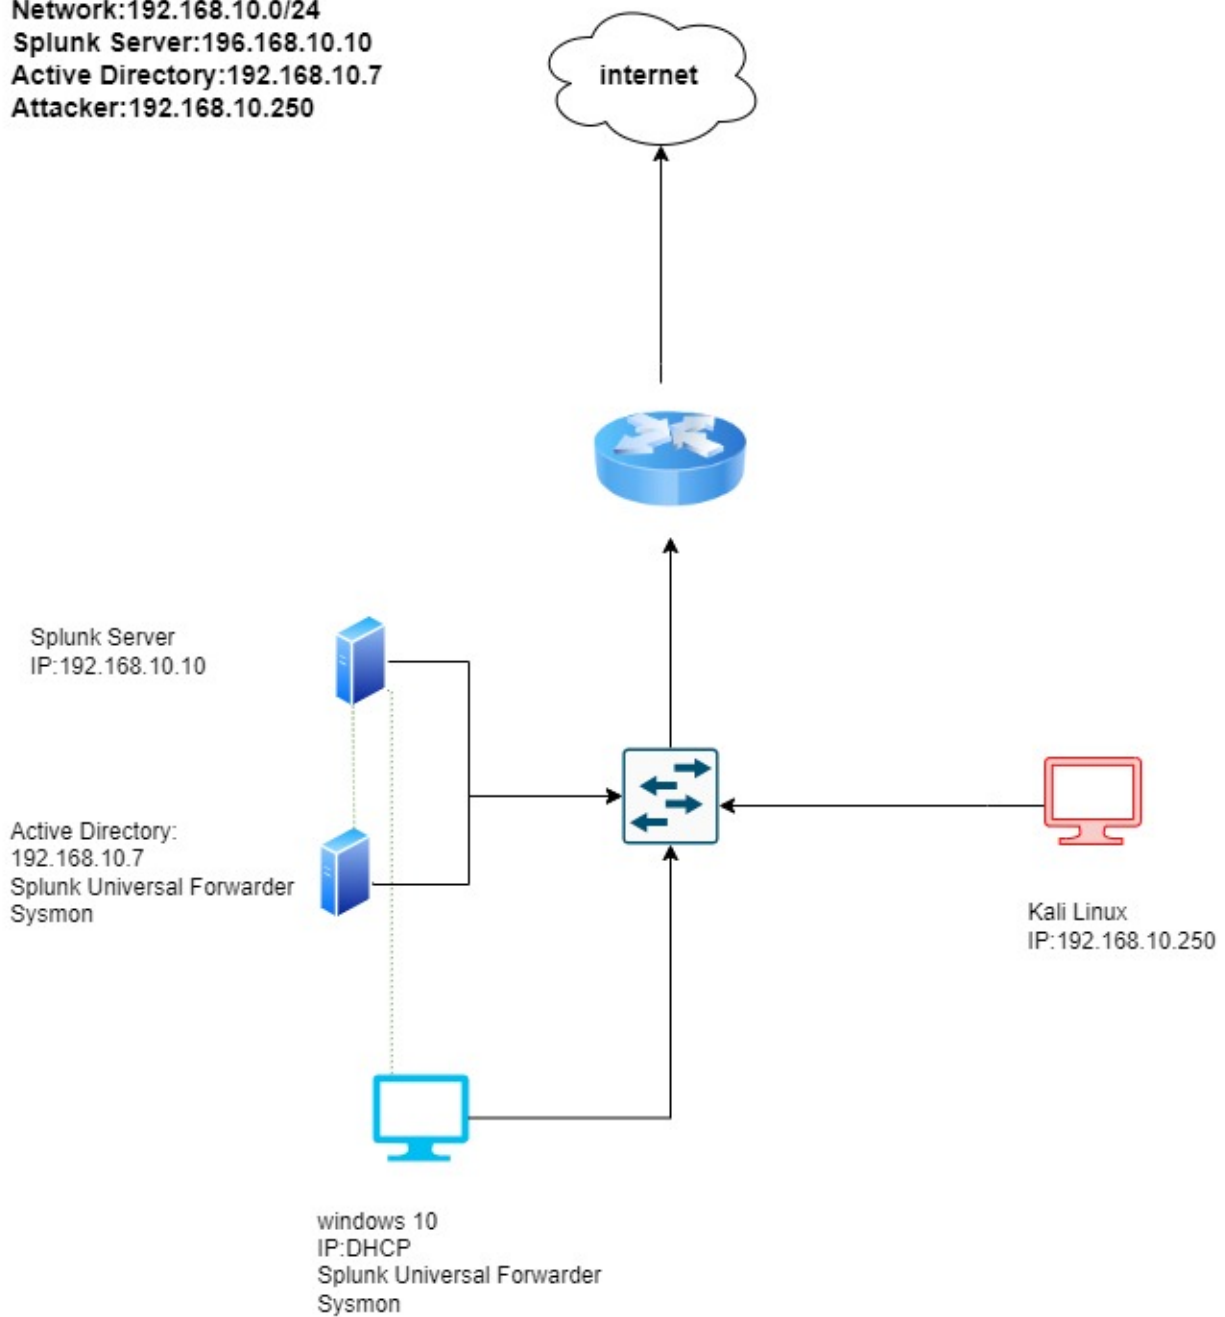 Network:192.168.10.0/24
Splunk Server:196.168.10.10
Active Directory:192.168.10.7
Attacker:192.168.10.250
internet
Splunk Server
IP:192.168.10.10
Active Directory:
192.168.10.7
Splunk Universal Forwarder
Sysmon
Kali Linux
IP:192.168.10.250
windows 10
IP:DHCP
Splunk Universal Forwarder
Sysmon